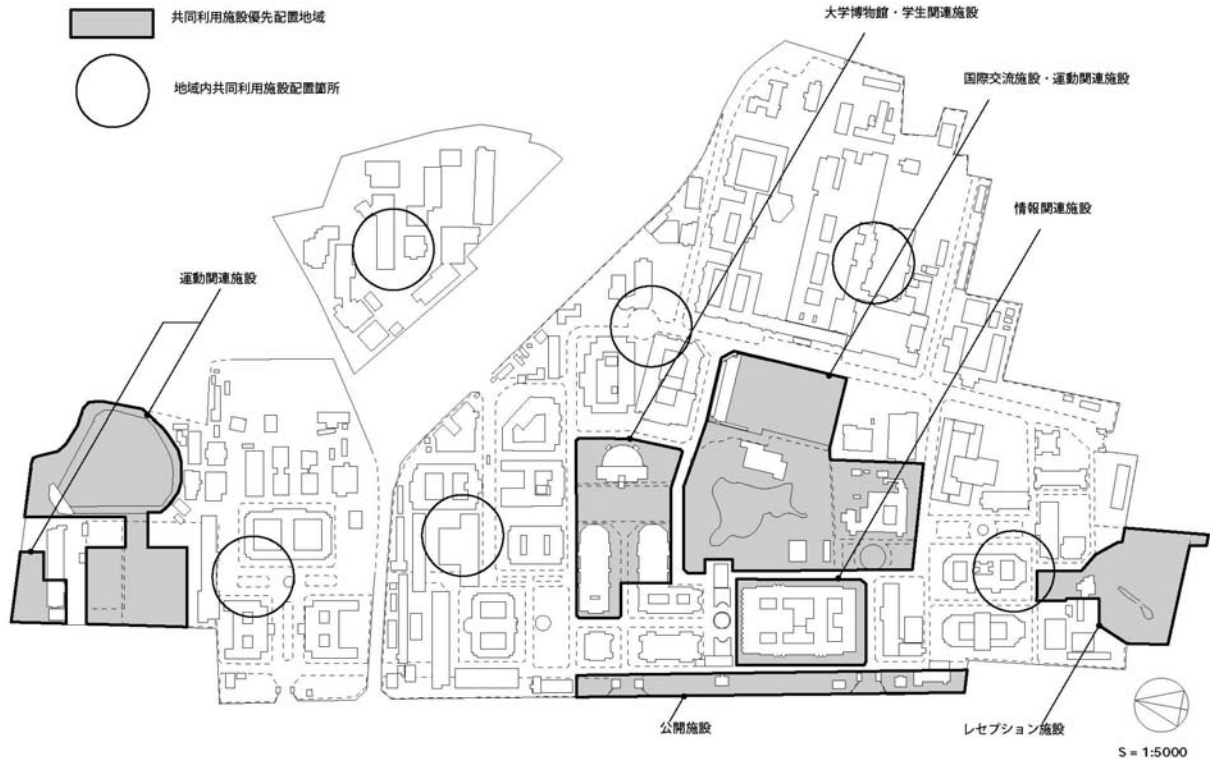 共同利用施設優先配置地域
地域内共同利用施設配置箇所
大学博物館・学生関連施設
国際交流施設・運動関連施設
情報関連施設
運動関連施設
公開施設
レセプション施設
S = 1:5000